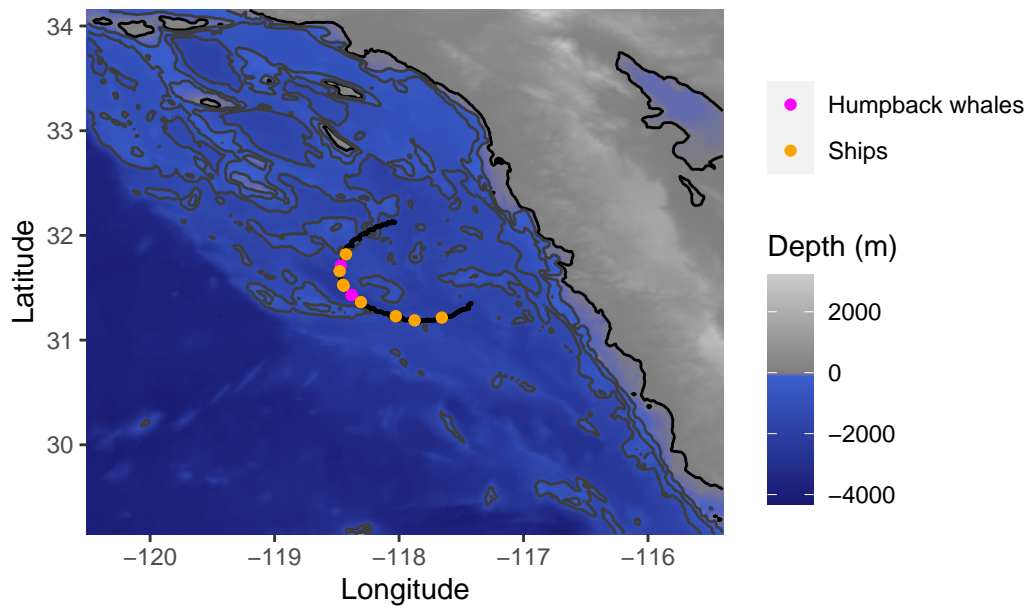 34
33
32
31
30
Latitude
−120
−119
−118
−117
−116
Longitude
Humpback whales
Ships
Depth (m)
2000
0
−2000
−4000